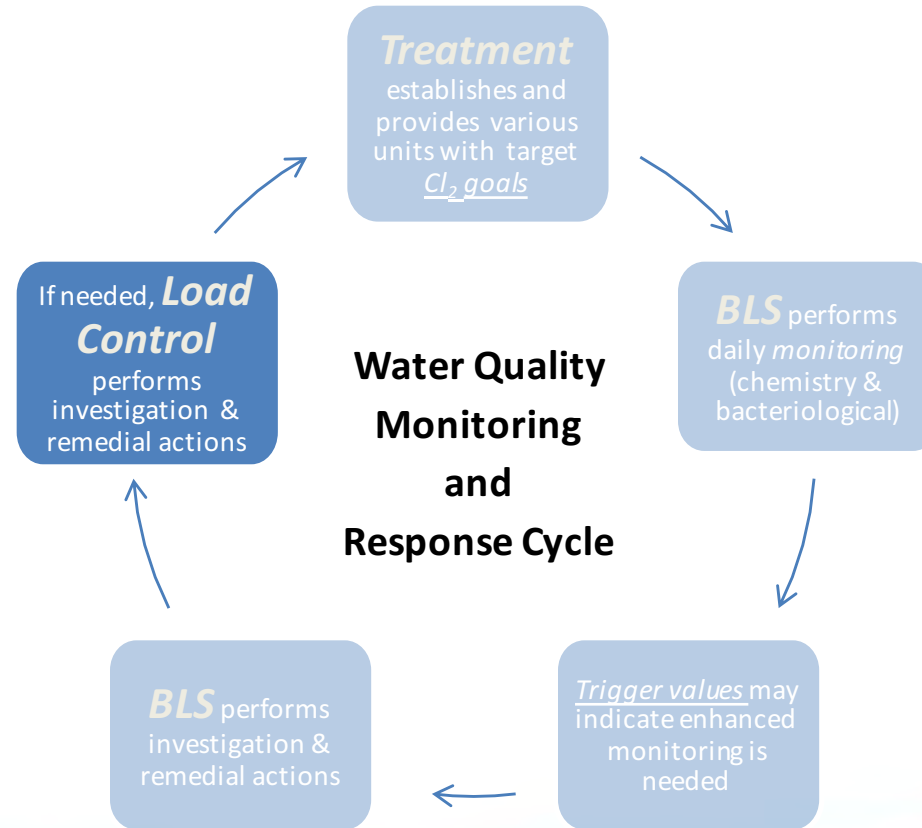 Treatment
establishes and
provides various
units with target
Cl₂ goals
BLS performs
daily monitoring
(chemistry &
bacteriological)
Trigger values may
indicate enhanced
monitoring is
needed
BLS performs
investigation &
remedial actions
If needed, Load
Control
performs
investigation &
remedial actions
Water Quality
Monitoring
and
Response Cycle